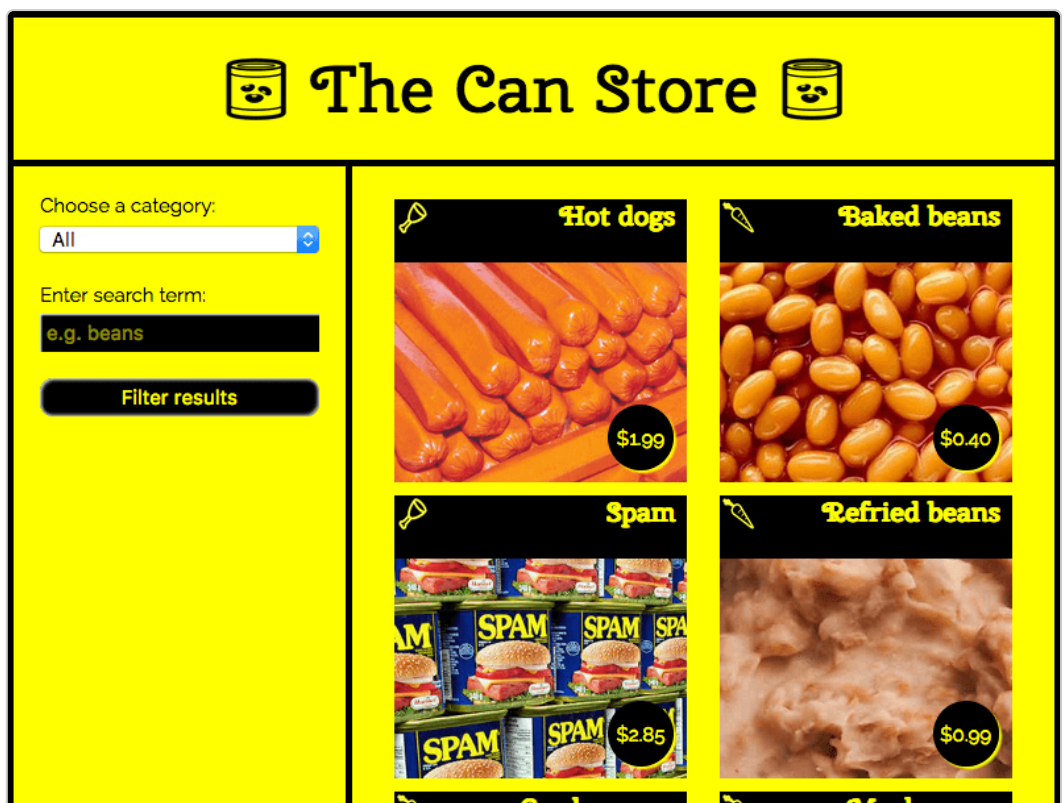 The Can Store
Choose a category:
All
Enter search term:
e.g. beans
Filter results
Hot dogs
$1.99
Baked beans
$0.40
Spam
SPAM
SPAM
SPAM
SPAM
SPAM
$2.85
Refried beans
$0.99